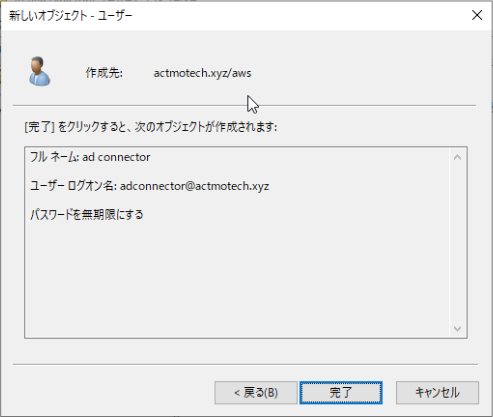 新しいオブジェクト - ユーザー
作成先: actmotech.xyz/aws
[完了] をクリックすると、次のオブジェクトが作成されます:
フル ネーム: ad connector
ユーザー ログオン名: adconnector@actmotech.xyz
パスワードを無期限にする
< 戻る(B) 完了 キャンセル